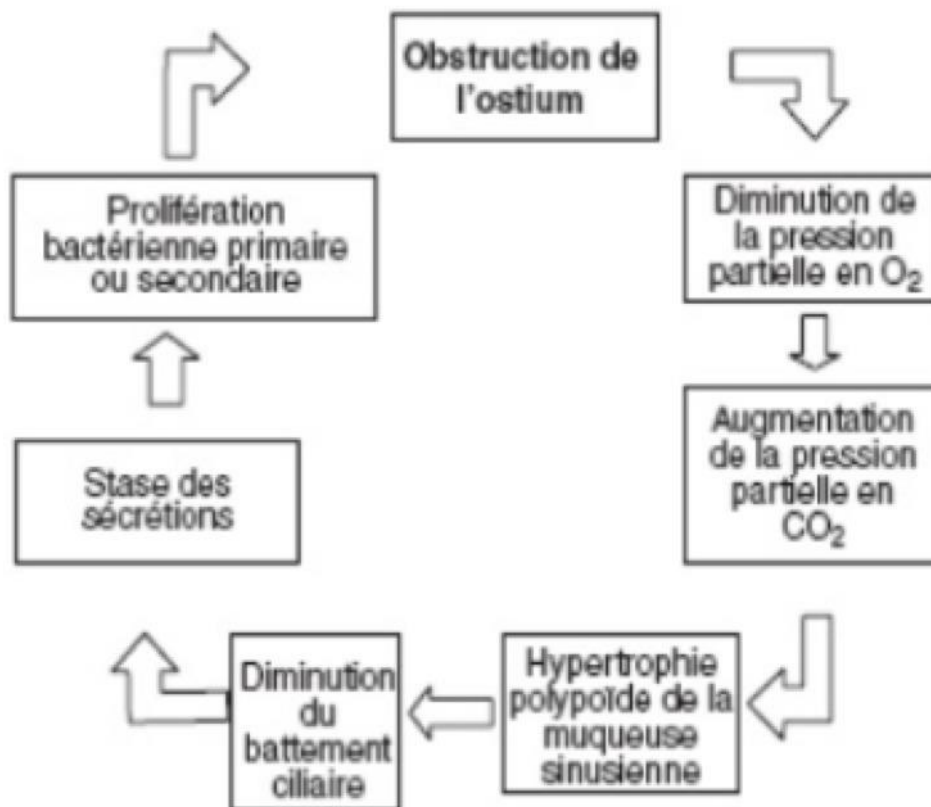 Obstruction de
l'ostium
Diminution de
la pression
partielle en O₂
Augmentation
de la pression
partielle en
CO₂
Hypertrophie
polypoïde de la
muqueuse
sinusienne
Diminution
du
battement
ciliaire
Stase des
sécrétions
Prolifération
bactérienne primaire
ou secondaire